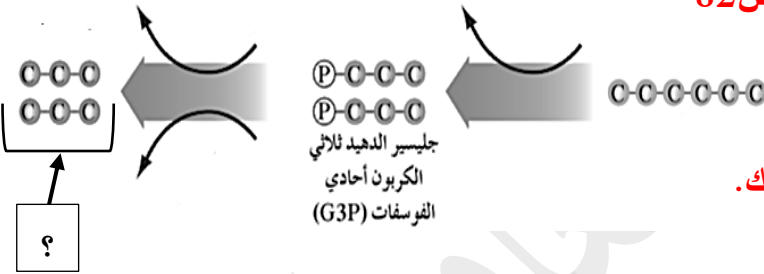 C-C-C
C-C-C
P-C-C-C
P-C-C-C
C-C-C-C-C-C
جليسير الدهيد ثلاثي
الكربون أحادي
الفوسفات (G3P)
ك.
؟